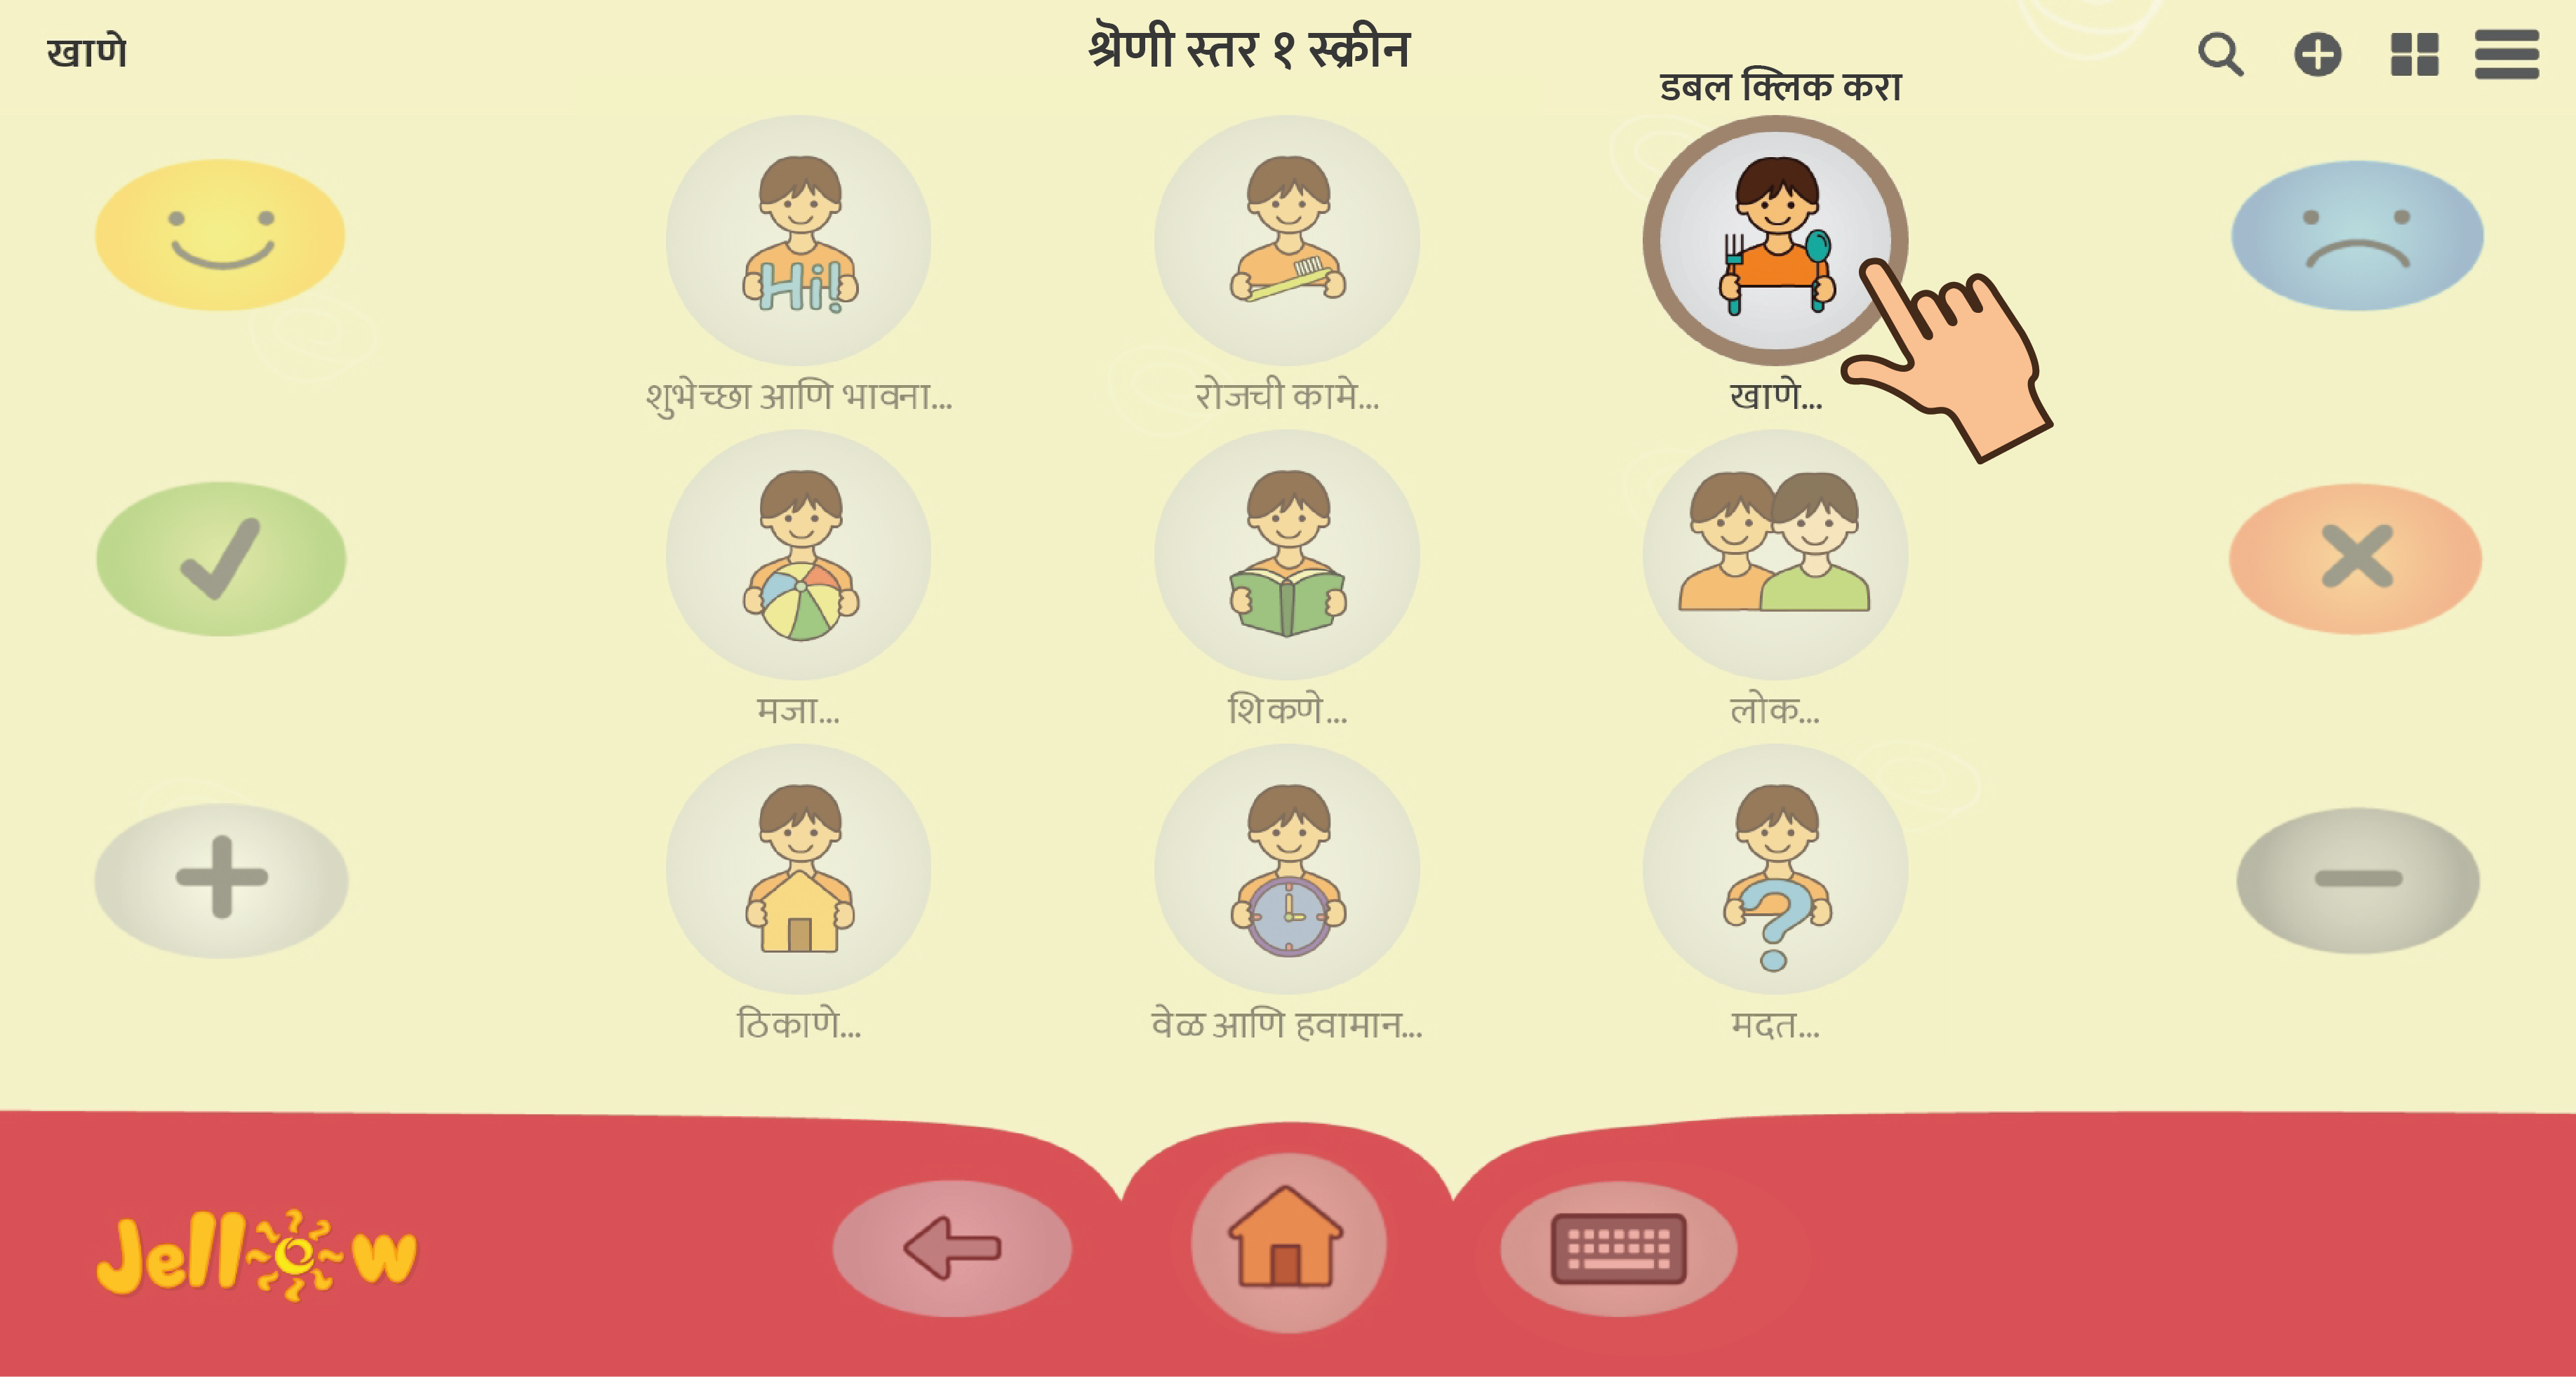 खाणे
श्रेणी स्तर १ स्क्रीन
डबल क्लिक करा
Hi!
शुभेच्छा आणि भावना...
रोजची कामे...
खाणे...
मजा...
शिकणे...
लोक...
ठिकाणे...
वेळ आणि हवामान...
मदत...
Jellow